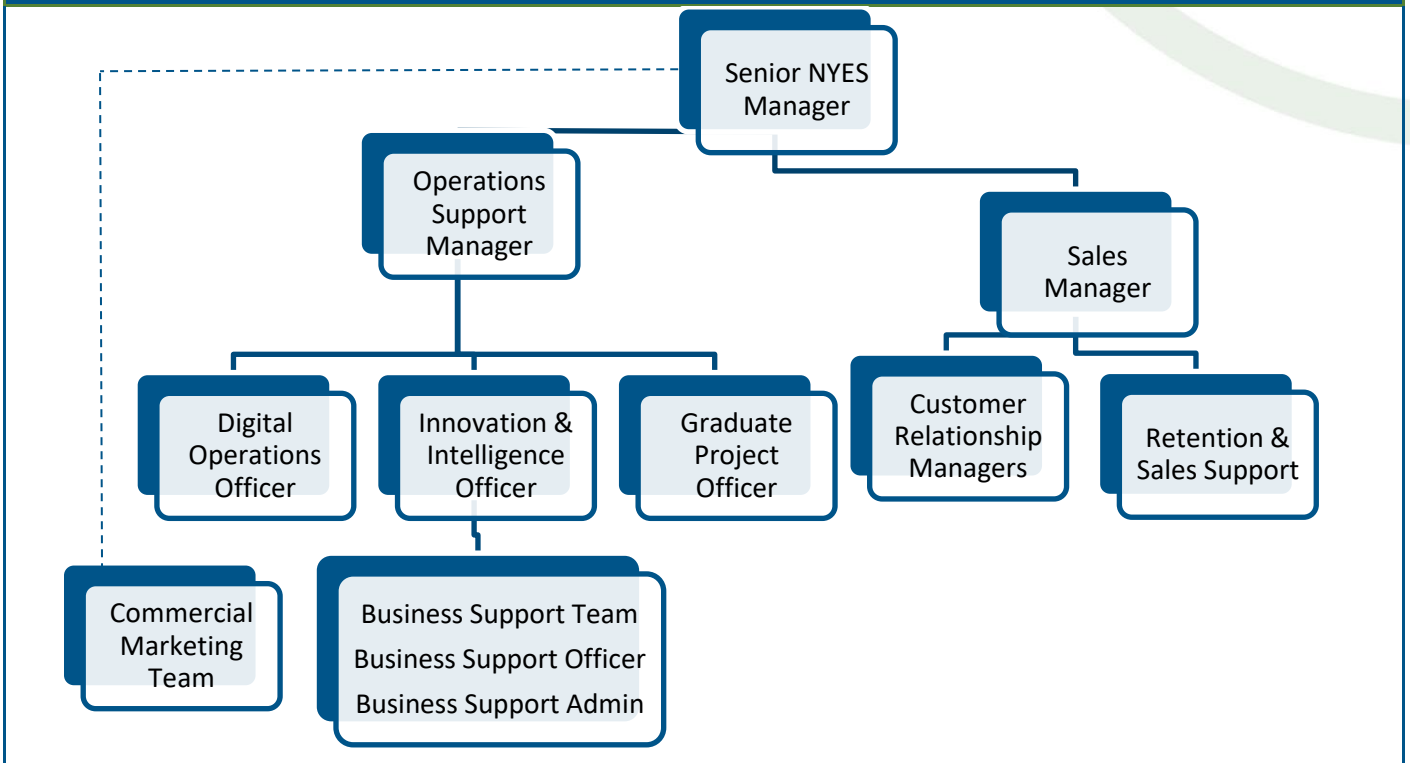 Senior NYES
Manager
Operations
Support
Manager
Sales
Manager
Digital
Operations
Officer
Innovation &
Intelligence
Officer
Graduate
Project
Officer
Customer
Relationship
Managers
Retention &
Sales Support
Commercial
Marketing
Team
Business Support Team
Business Support Officer
Business Support Admin